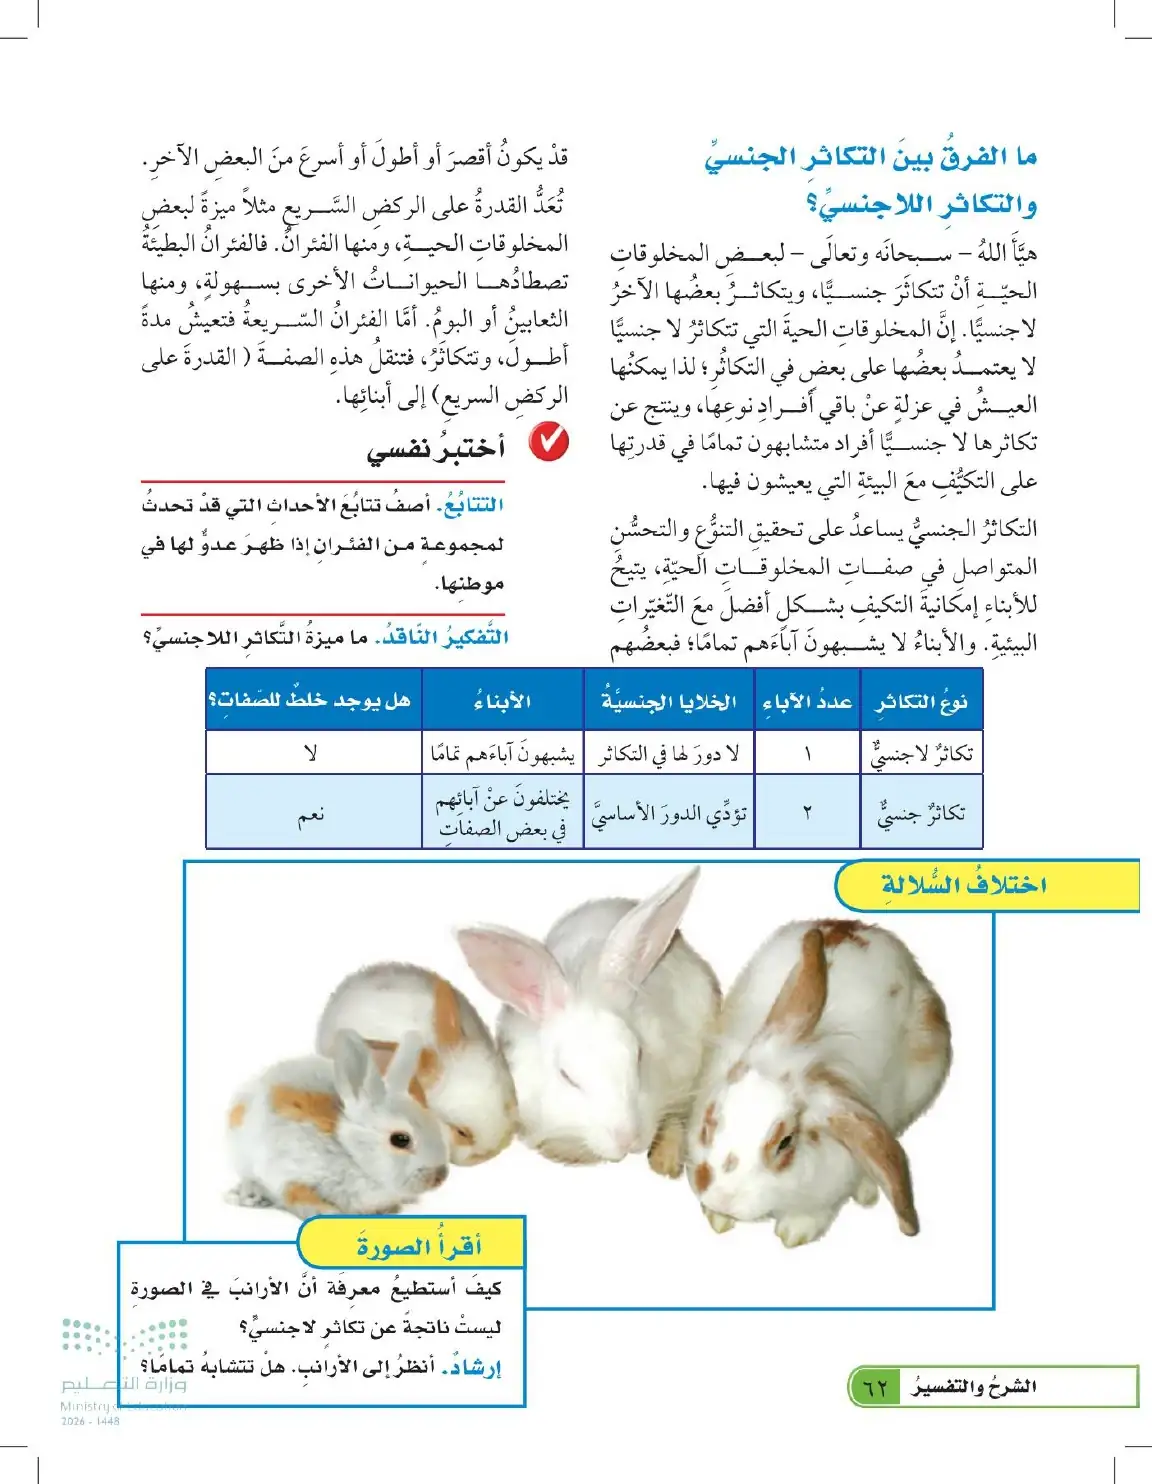 ما الفرقُ بينَ التكاثرِ الجنسيِّ
والتكاثرِ اللاجنسيِّ؟
هيَّأَ اللهُ – سبحانَه وتعالَى – لبعضِ المخلوقاتِ
الحيّةِ أنْ تتكاثَرَ جنسيًّا، ويتكاثرُ بعضُها الآخرُ
لاجنسيًّا. إنَّ المخلوقاتِ الحيةَ التي تتكاثرُ لا جنسيًّا
لا يعتمدُ بعضُها على بعضٍ في التكاثُرِ؛ لذا يمكنُها
العيشُ في عزلةٍ عنْ باقي أفرادِ نوعِها، وينتج عن
تكاثرها لا جنسيًّا أفراد متشابهون تمامًا في قدرتِها
على التكيُّفِ معَ البيئةِ التي يعيشون فيها.
التكاثرُ الجنسيُّ يساعدُ على تحقيقِ التنوُّعِ والتحسُّنِ
المتواصلِ في صفاتِ المخلوقاتِ الحيّةِ، يتيحُ
للأبناءِ إمكانيةَ التكيفِ بشكلٍ أفضلَ معَ التّغيّراتِ
البيئيةِ. والأبناءُ لا يشبهونَ آباءَهم تمامًا؛ فبعضُهم
قدْ يكونُ أقصرَ أو أطولَ أو أسرعَ منَ البعضِ الآخرِ.
تُعَدُّ القدرةُ على الركضِ السَّريعِ مثلاً ميزةً لبعضِ
المخلوقاتِ الحيةِ، ومنها الفئرانُ. فالفئرانُ البطيئةُ
تصطادُها الحيواناتُ الأخرى بسهولةٍ، ومنها
الثعابينُ أو البومُ. أمَّا الفئرانُ السّريعةُ فتعيشُ مدةً
أطولَ، وتتكاثَرُ، فتنقلُ هذهِ الصفةَ ( القدرةَ على
الركضِ السريعِ) إلى أبنائِها.
أختبرُ نفسي
التتابُعُ. أصفُ تتابُعَ الأحداثِ التي قدْ تحدثُ
لمجموعةٍ من الفئرانِ إذا ظهرَ عدوٌّ لها في
موطنِها.
التَّفكيرُ النّاقدُ. ما ميزةُ التَّكاثرِ اللاجنسيِّ؟
نوعُ التكاثرِ عددُ الآباءِ الخلايا الجنسيَّةُ الأبناءُ هل يوجد خلطٌ للصّفاتِ؟
تكاثرٌ لاجنسيٌّ ١ لا دورَ لها في التكاثر يشبهونَ آباءَهم تمامًا لا
تكاثرٌ جنسيٌّ ٢ تؤدِّي الدورَ الأساسيَّ يختلفونَ عنْ آبائِهم في بعض الصفاتِ نعم
اختلافُ السُّلالةِ
أقرأُ الصورةَ
كيفَ أستطيعُ معرفةَ أنَّ الأرانبَ في الصورةِ
ليستْ ناتجةً عن تكاثرٍ لاجنسيٍّ؟
إرشادٌ. أنظرُ إلى الأرانبِ. هلْ تتشابهُ تمامًا؟
وزارة التعليم
Ministry of Education
2026 - 1448
الشرحُ والتفسيرُ ٦٢